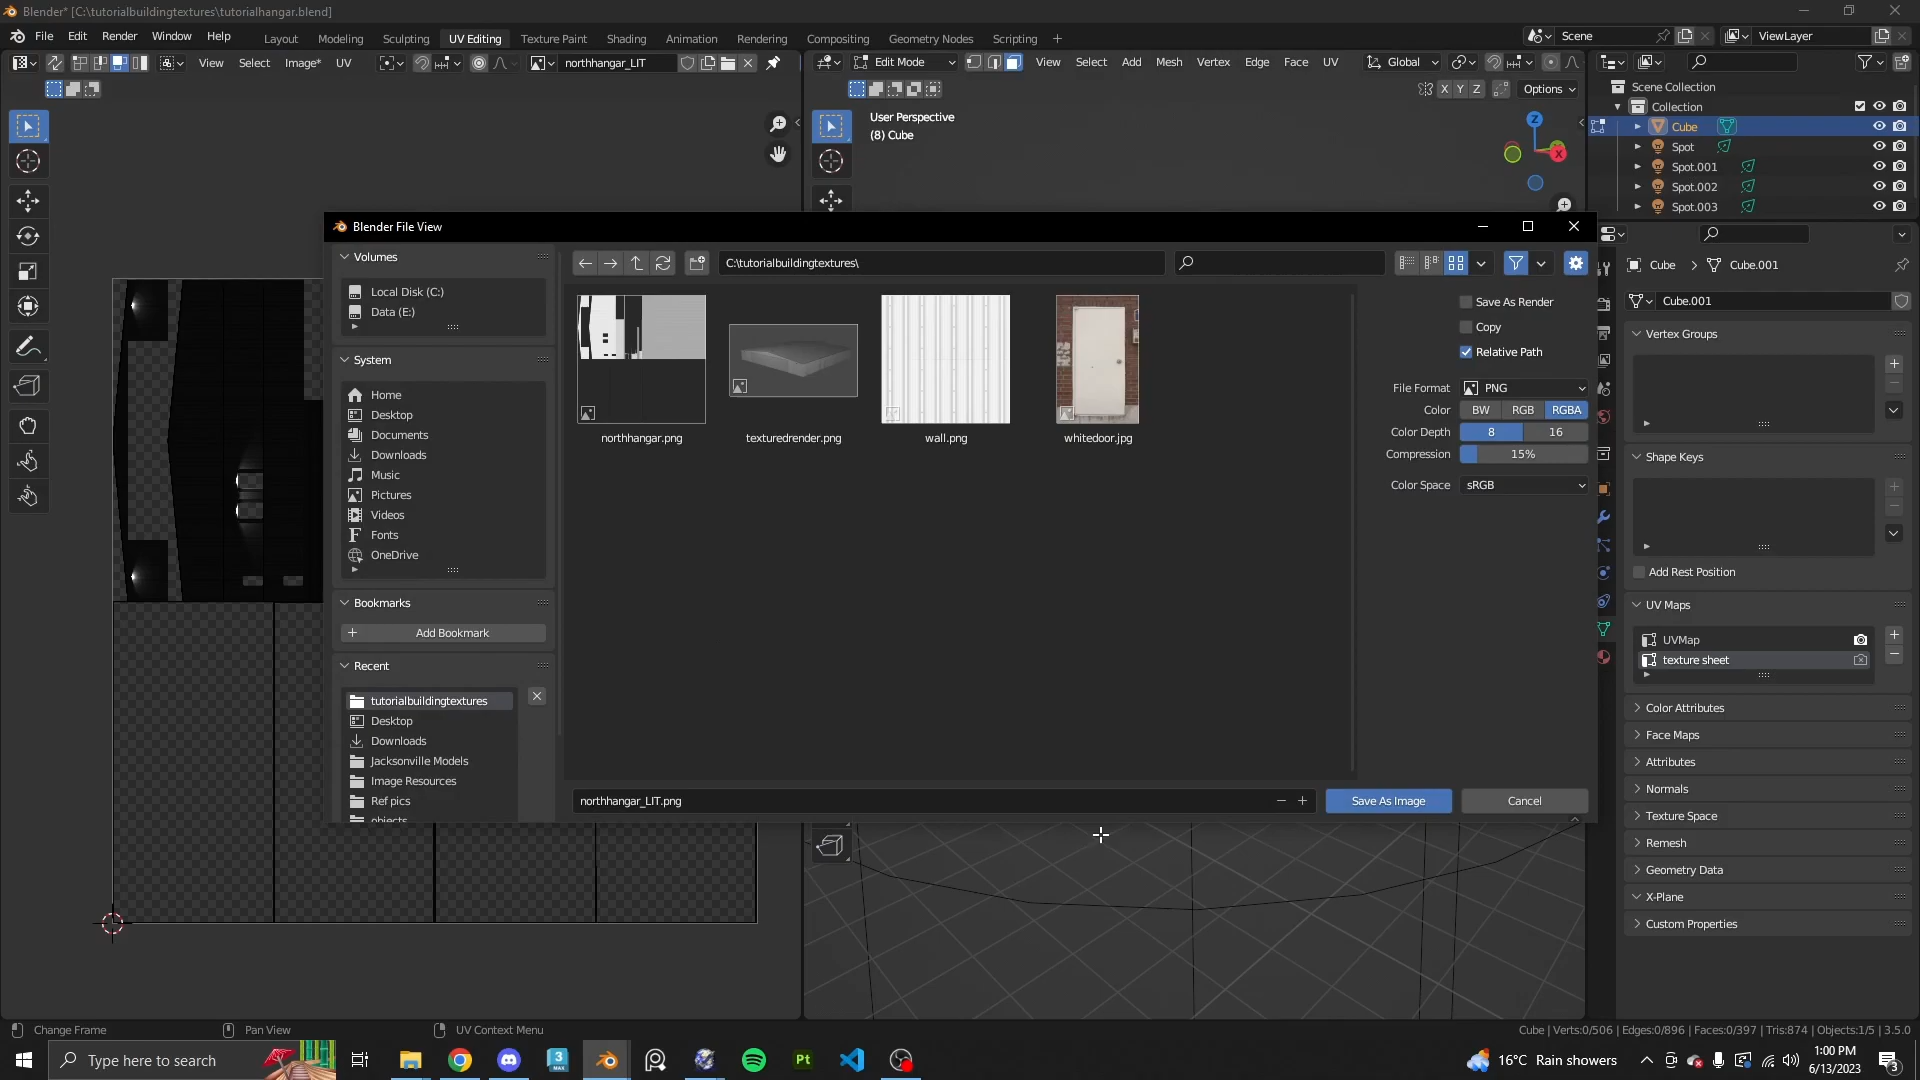 Blender* [C:\tutorialbuildingtextures\tutorialhangar.blend]
File Edit Render Window Help
Layout Modeling Sculpting UV Editing Texture Paint Shading Animation Rendering Compositing Geometry Nodes Scripting
Scene
ViewLayer
View Select Image* UV
northhangar_LIT
Edit Mode
View Select Add Mesh Vertex Edge Face UV
Global
X Y Z
Options
User Perspective
(8) Cube
Z
X
Scene Collection
Collection
Cube
Spot
Spot.001
Spot.002
Spot.003
Blender File View
Volumes
Local Disk (C:)
Data (E:)
System
Home
Desktop
Documents
Downloads
Music
Pictures
Videos
Fonts
OneDrive
Bookmarks
Add Bookmark
Recent
tutorialbuildingtextures
Desktop
Downloads
Jacksonville Models
Image Resources
Ref pics
objects
C:\tutorialbuildingtextures\
northhangar.png
texturedrender.png
wall.png
whitedoor.jpg
Save As Render
Copy
Relative Path
File Format PNG
Color BW RGB RGBA
Color Depth 8 16
Compression 15%
Color Space sRGB
northhangar_LIT.png
Save As Image
Cancel
Cube Cube.001
Cube.001
Vertex Groups
Shape Keys
Add Rest Position
UV Maps
UVMap
texture sheet
Color Attributes
Face Maps
Attributes
Normals
Texture Space
Remesh
Geometry Data
X-Plane
Custom Properties
Change Frame
Pan View
UV Context Menu
Cube | Verts:0/506 | Edges:0/896 | Faces:0/397 | Tris:874 | Objects:1/5 | 3.5.0
Type here to search
3
MAX
Pt
16°C Rain showers
1:00 PM
6/13/2023
3